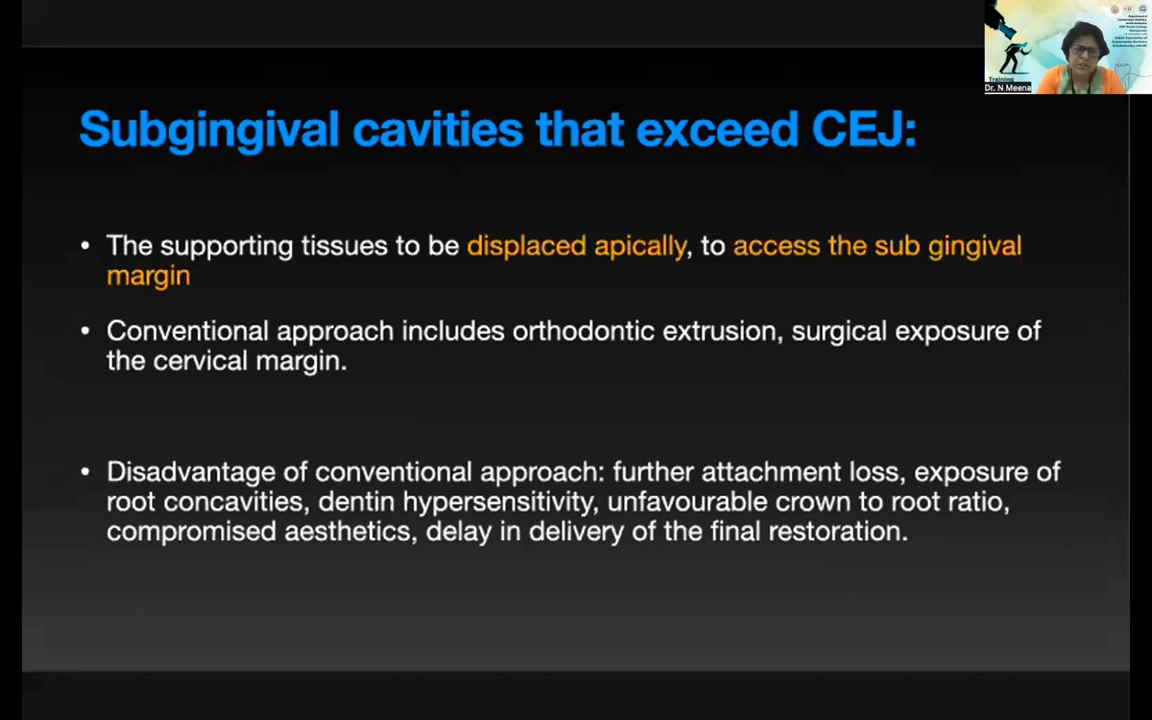 Subgingival cavities that exceed CEJ:
• The supporting tissues to be displaced apically, to access the sub gingival
margin
• Conventional approach includes orthodontic extrusion, surgical exposure of
the cervical margin.
• Disadvantage of conventional approach: further attachment loss, exposure of
root concavities, dentin hypersensitivity, unfavourable crown to root ratio,
compromised aesthetics, delay in delivery of the final restoration.
Training
Dr. N Meena